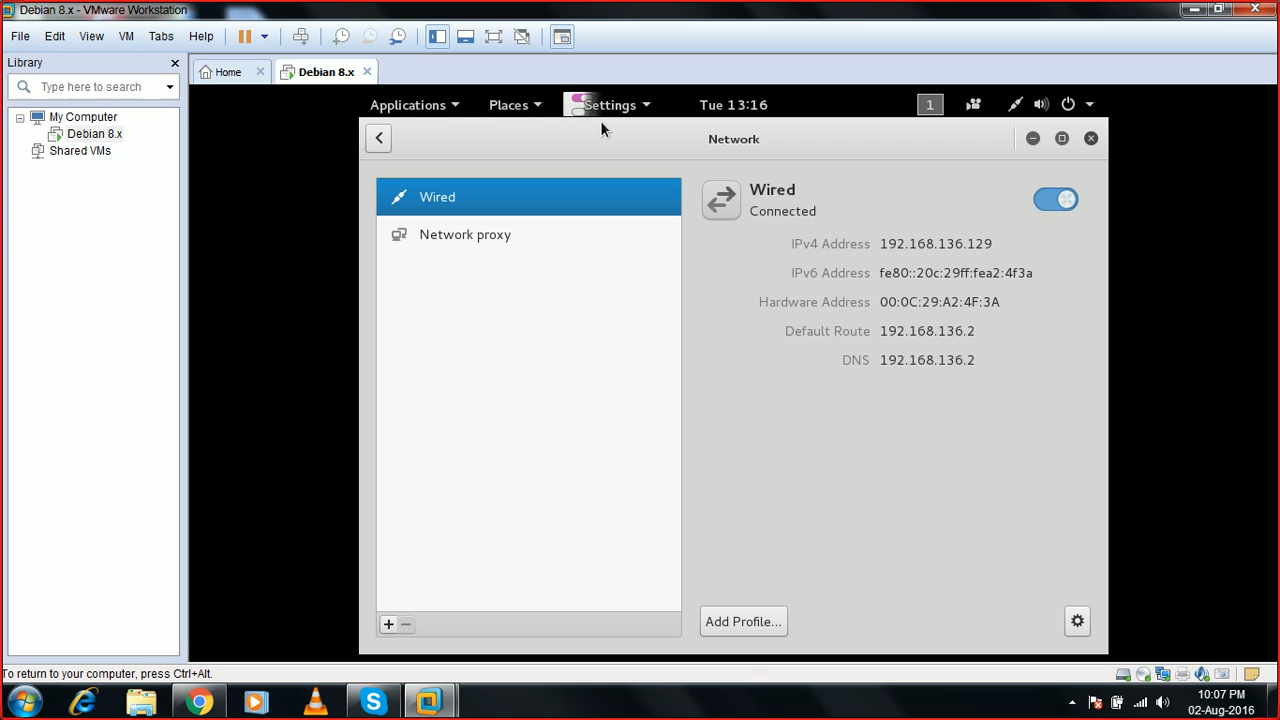 Debian 8.x - VMware Workstation
File Edit View VM Tabs Help
Library
Type here to search
My Computer
Debian 8.x
Shared VMs
Home
Debian 8.x
Applications Places Settings Tue 13:16 1
Network
Wired
Network proxy
Wired
Connected
IPv4 Address 192.168.136.129
IPv6 Address fe80::20c:29ff:fea2:4f3a
Hardware Address 00:0C:29:A2:4F:3A
Default Route 192.168.136.2
DNS 192.168.136.2
Add Profile...
To return to your computer, press Ctrl+Alt.
10:07 PM
02-Aug-2016